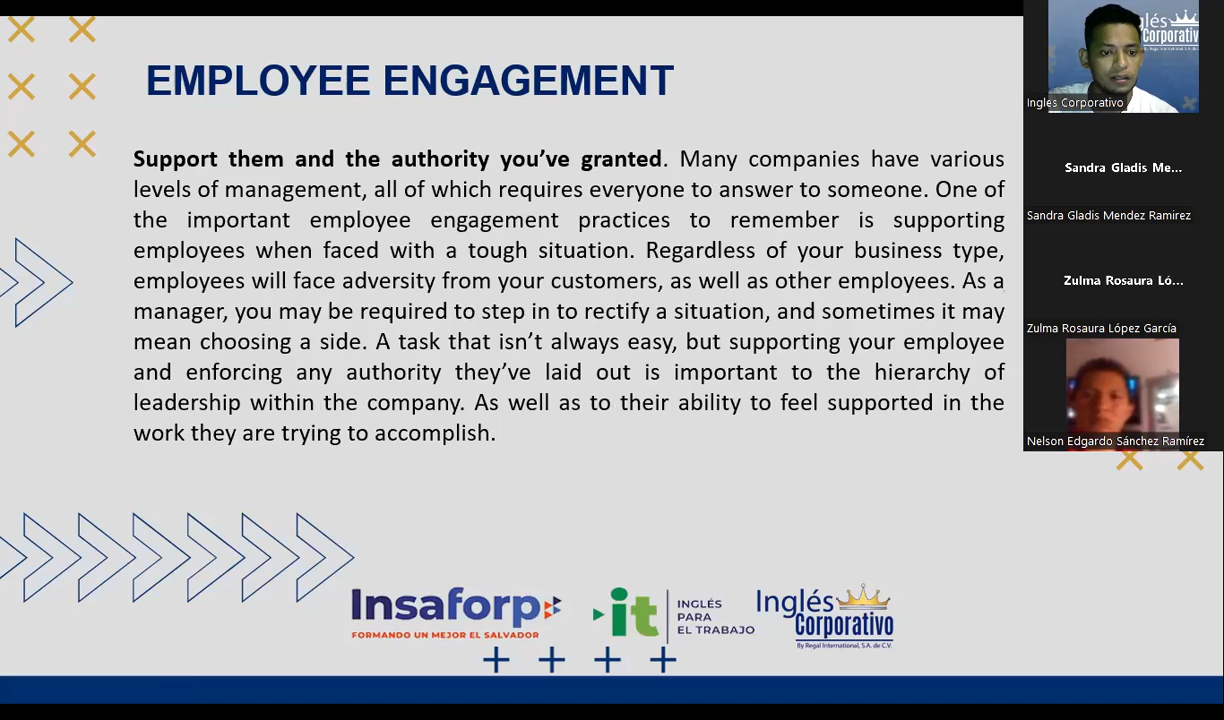 EMPLOYEE ENGAGEMENT
Support them and the authority you've granted. Many companies have various
levels of management, all of which requires everyone to answer to someone. One of
the important employee engagement practices to remember is supporting
employees when faced with a tough situation. Regardless of your business type,
employees will face adversity from your customers, as well as other employees. As a
manager, you may be required to step in to rectify a situation, and sometimes it may
mean choosing a side. A task that isn't always easy, but supporting your employee
and enforcing any authority they've laid out is important to the hierarchy of
leadership within the company. As well as to their ability to feel supported in the
work they are trying to accomplish.
Insaforp
FORMANDO UN MEJOR EL SALVADOR
it
INGLÉS
PARA
EL TRABAJO
Inglés
Corporativo
By Regal International, S.A. de C.V.
glés
Corporativ
Inglés Corporativo
Sandra Gladis Me...
Sandra Gladis Mendez Ramirez
Zulma Rosaura Ló...
Zulma Rosaura López García
Nelson Edgardo Sánchez Ramírez